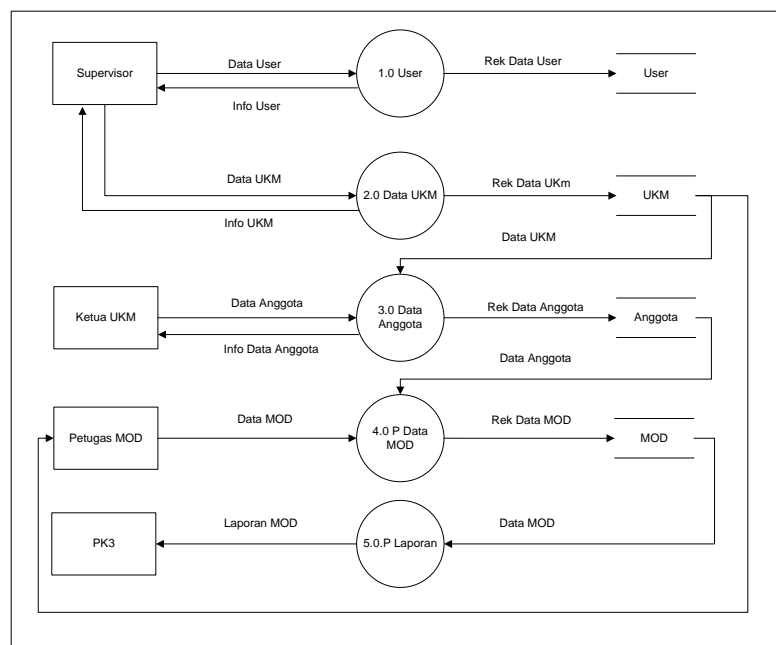 Supervisor
Data User
Info User
1.0 User
Rek Data User
User
Data UKM
Info UKM
2.0 Data UKM
Rek Data UKm
UKM
Data UKM
Ketua UKM
Data Anggota
Info Data Anggota
3.0 Data
Anggota
Rek Data Anggota
Anggota
Data Anggota
Petugas MOD
Data MOD
4.0 P Data
MOD
Rek Data MOD
MOD
PK3
Laporan MOD
5.0.P Laporan
Data MOD